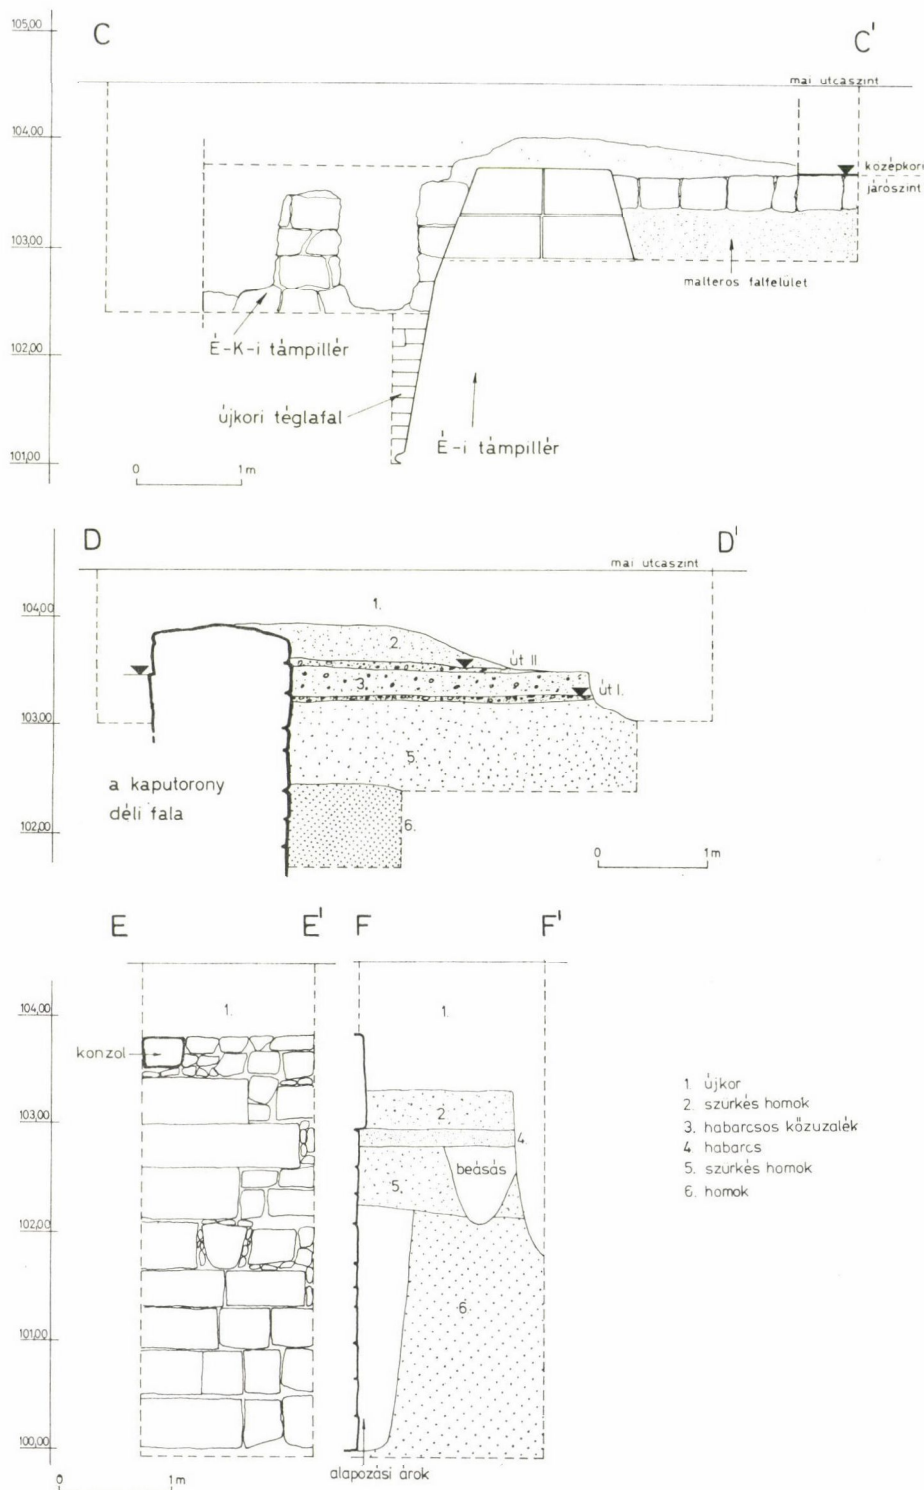 105,00
C
C'
mai utcaszint
104,00
középkori
járószint
103,00
malteros falfelület
102,00
É-K-i támpillér
újkori téglafal
É-i támpillér
101,00
0 1m
D
D'
mai utcaszint
104,00
1.
2.
út II
3.
út I.
103,00
5.
a kaputorony
déli fala
102,00
6.
0 1m
E
E'
F
F'
104,00
1.
1.
konzol
103,00
2
4.
beásás
5.
102,00
6.
101,00
100,00
alapozási árok
0 1m
1. újkor
2. szürkés homok
3. habarcsos kőzuzalék
4. habarcs
5. szürkés homok
6. homok